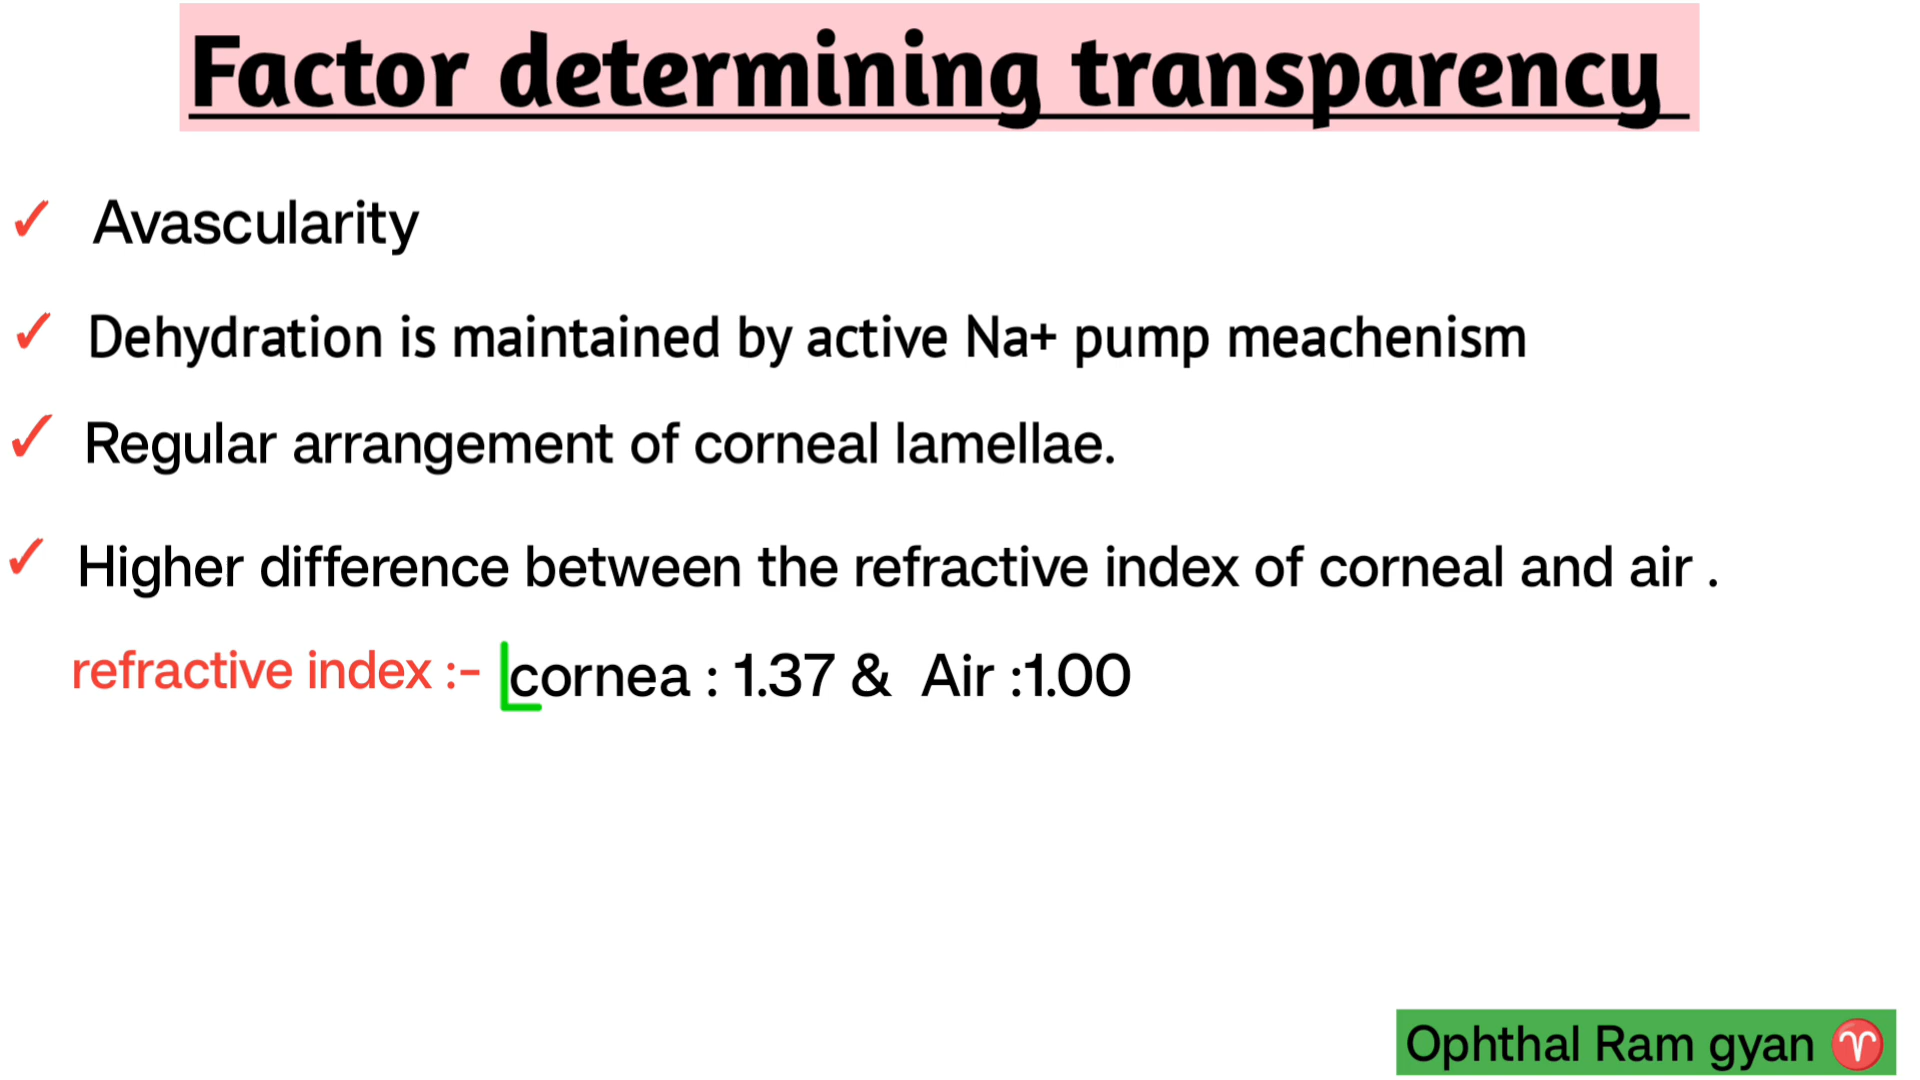 Factor determining transparency
✓ Avascularity
✓ Dehydration is maintained by active Na+ pump meachenism
✓ Regular arrangement of corneal lamellae.
✓ Higher difference between the refractive index of corneal and air .
refractive index :- cornea : 1.37 & Air :1.00
Ophthal Ram gyan ♈